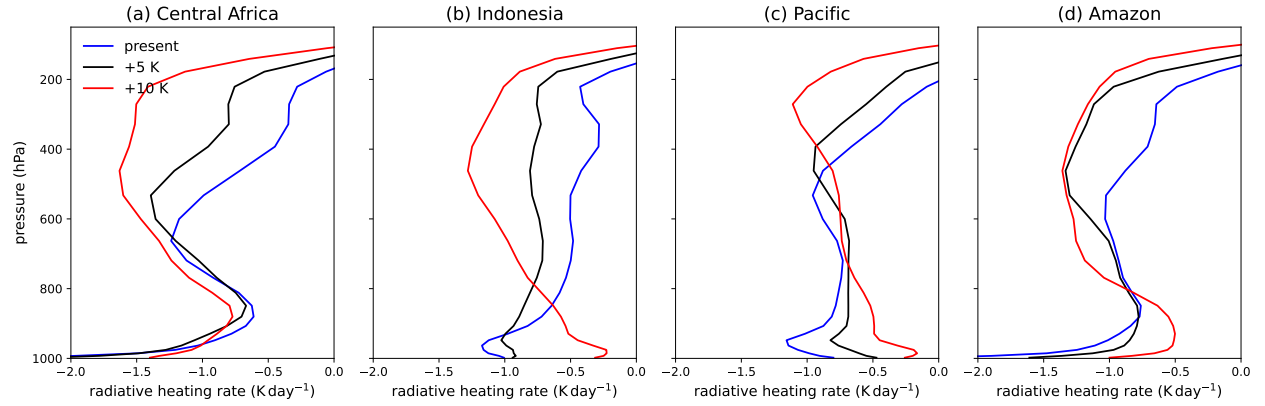 (a) Central Africa
(b) Indonesia
(c) Pacific
(d) Amazon
present
+5 K
+10 K
pressure (hPa)
200
400
600
800
1000
−2.0 −1.5 −1.0 −0.5 0.0
−2.0 −1.5 −1.0 −0.5 0.0
−2.0 −1.5 −1.0 −0.5 0.0
−2.0 −1.5 −1.0 −0.5 0.0
radiative heating rate (K day⁻¹)
radiative heating rate (K day⁻¹)
radiative heating rate (K day⁻¹)
radiative heating rate (K day⁻¹)